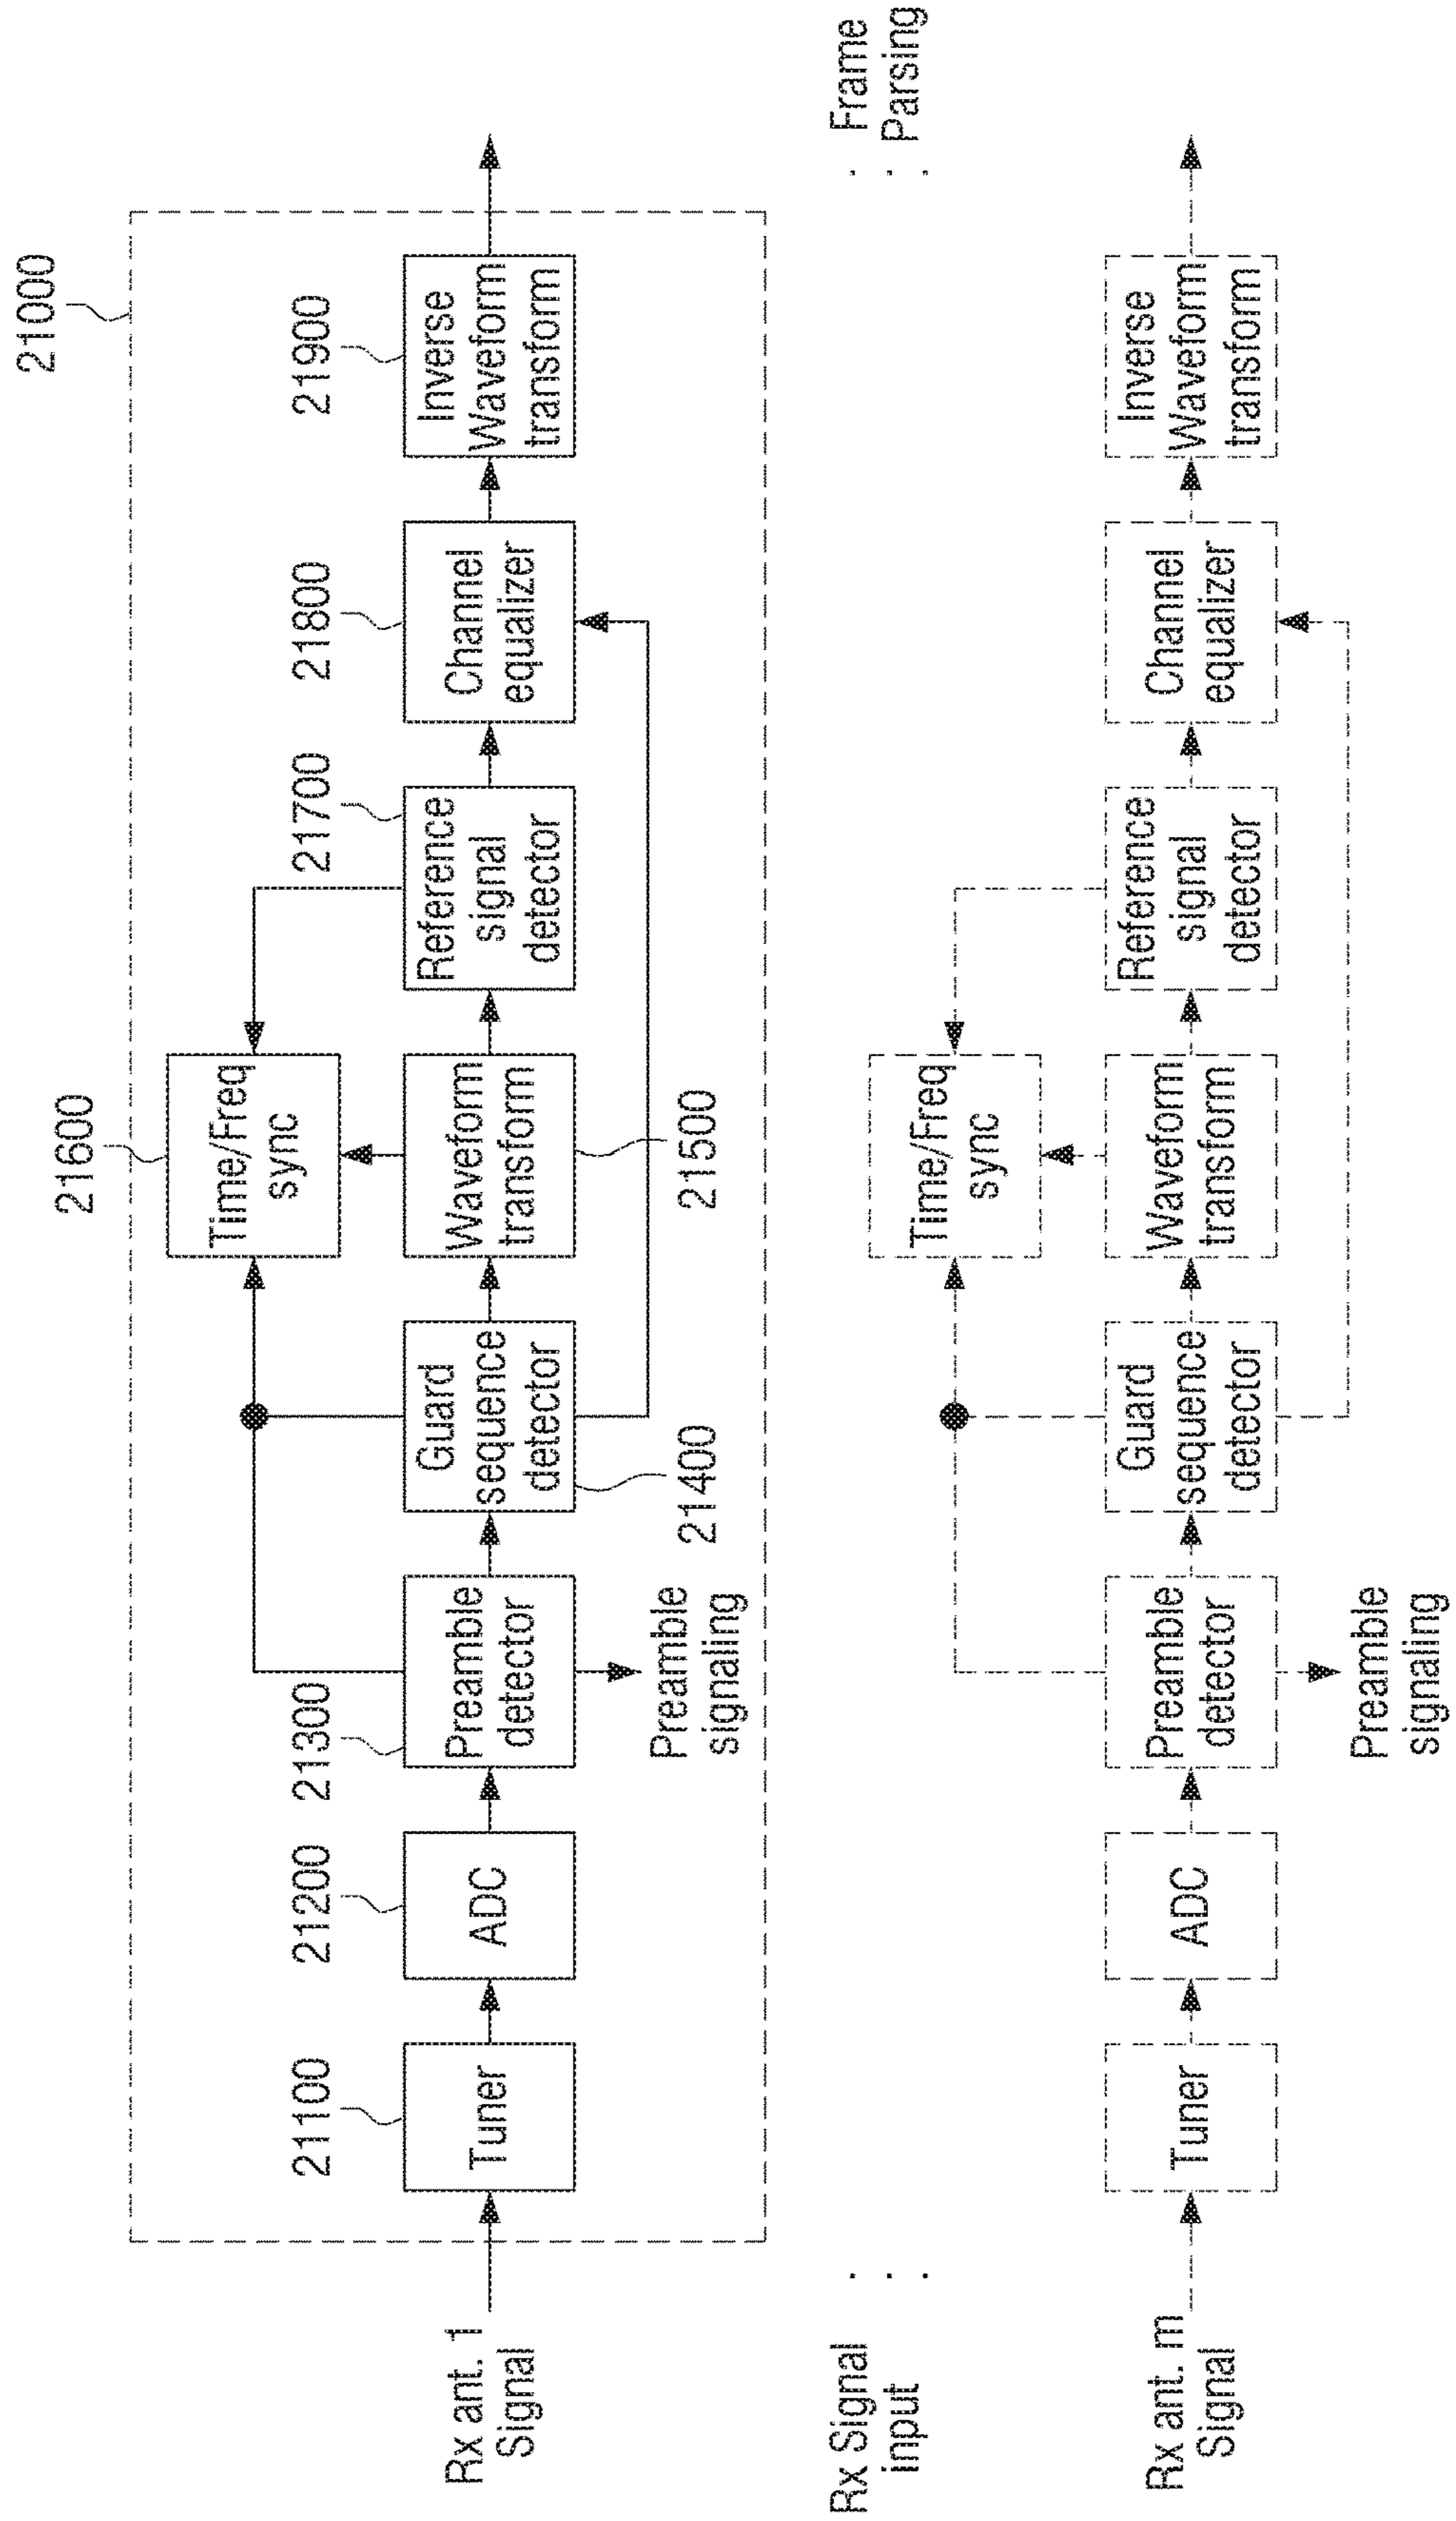 21000
21600
Time/Freq
sync
21100
21200
21300
21700
21800
21900
Rx ant. 1
Signal
Tuner
ADC
Preamble
detector
Guard
sequence
detector
Waveform
transform
Reference
signal
detector
Channel
equalizer
Inverse
Waveform
transform
Preamble
signaling
21400
21500
Rx Signal
input
Frame
Parsing
Time/Freq
sync
Rx ant. m
Signal
Tuner
ADC
Preamble
detector
Guard
sequence
detector
Waveform
transform
Reference
signal
detector
Channel
equalizer
Inverse
Waveform
transform
Preamble
signaling